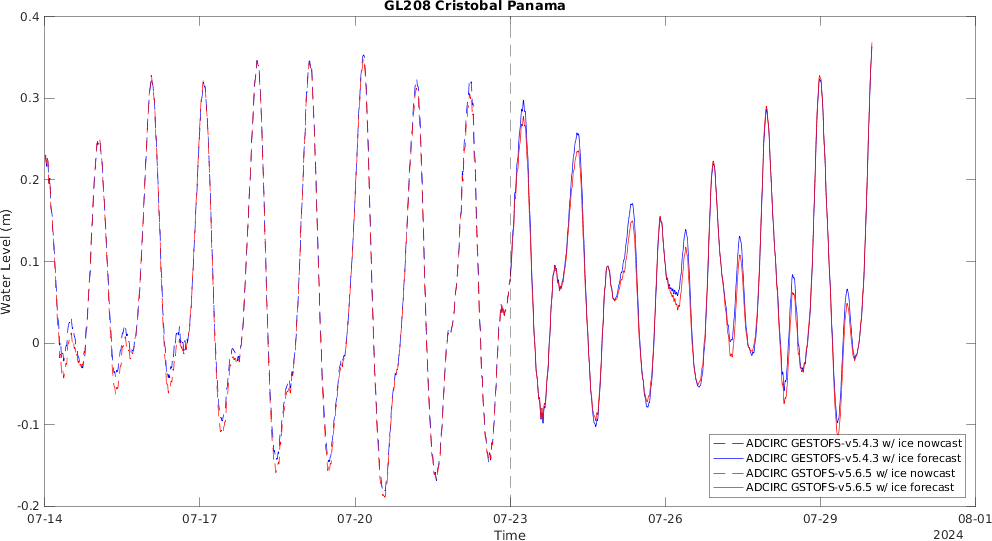 GL208 Cristobal Panama
0.4
0.3
0.2
0.1
0
-0.1
-0.2
Water Level (m)
ADCIRC GESTOFS-v5.4.3 w/ ice nowcast
ADCIRC GESTOFS-v5.4.3 w/ ice forecast
ADCIRC GSTOFS-v5.6.5 w/ ice nowcast
ADCIRC GSTOFS-v5.6.5 w/ ice forecast
07-14 07-17 07-20 07-23 07-26 07-29 08-01
Time
2024